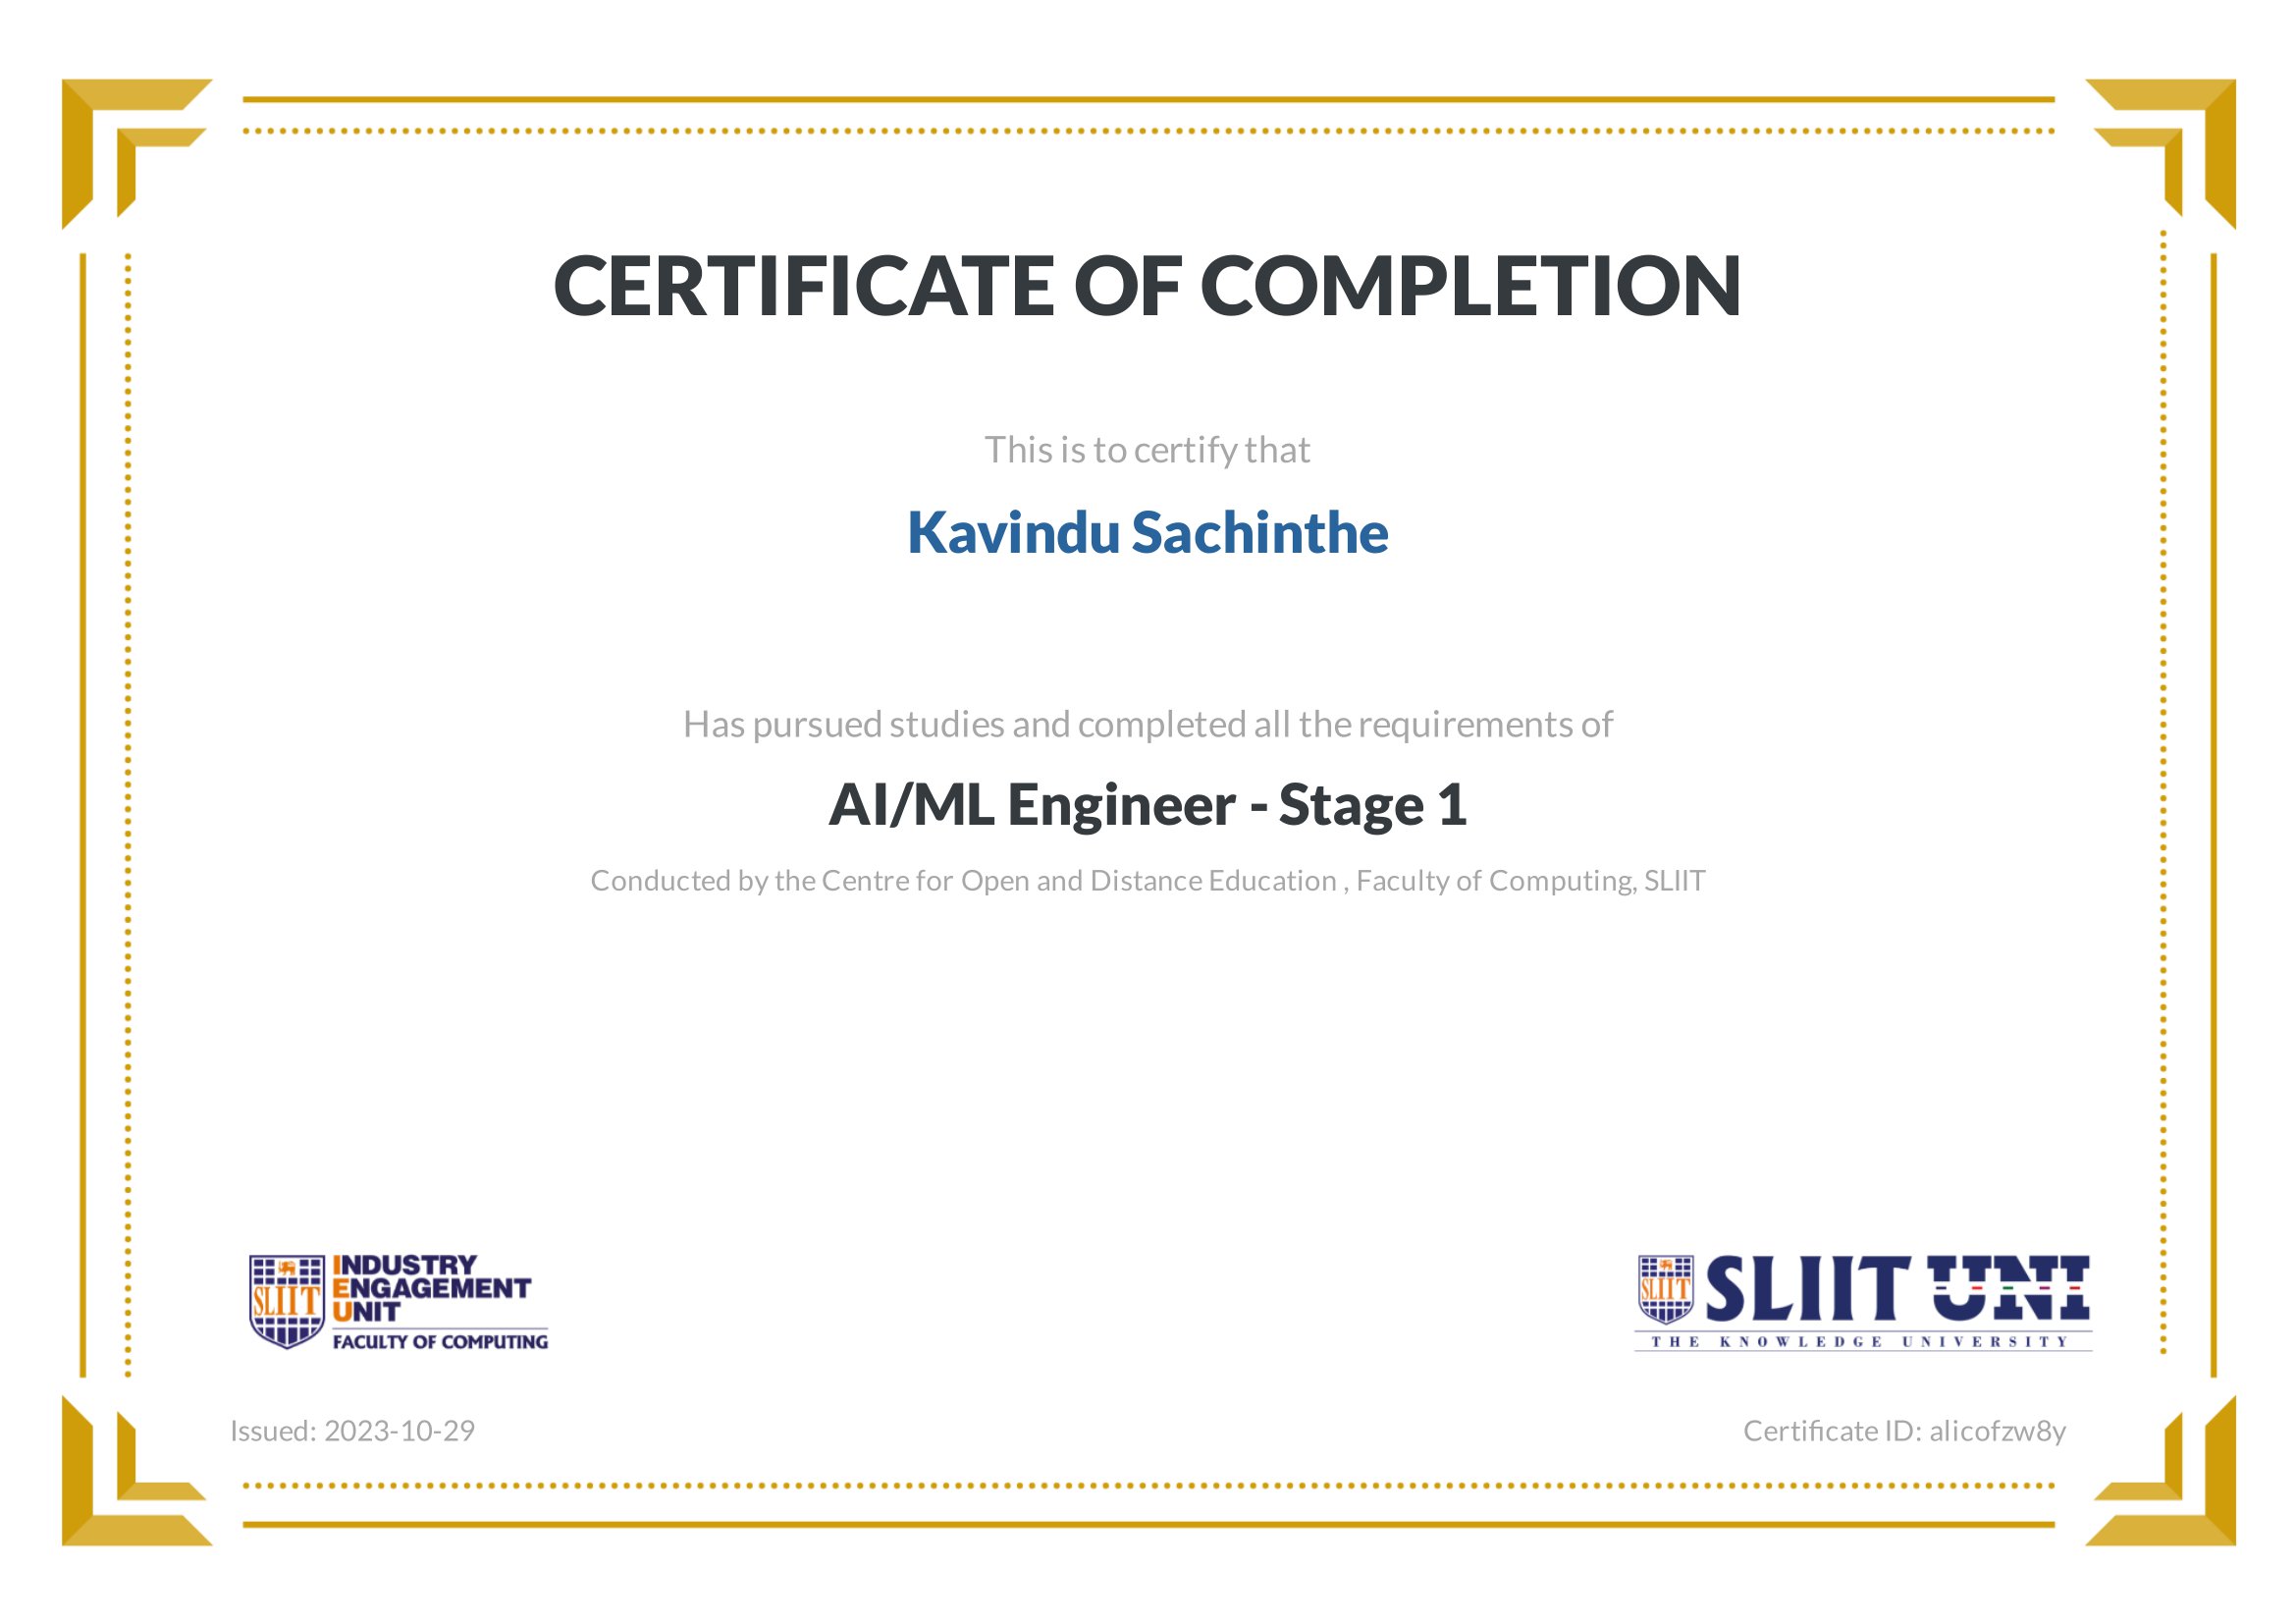 CERTIFICATE OF COMPLETION
This is to certify that
Kavindu Sachinthe
Has pursued studies and completed all the requirements of
AI/ML Engineer - Stage 1
Conducted by the Centre for Open and Distance Education , Faculty of Computing, SLIIT
SLIIT
INDUSTRY
ENGAGEMENT
UNIT
FACULTY OF COMPUTING
SLIIT
SLIIT UNI
THE KNOWLEDGE UNIVERSITY
Issued: 2023-10-29
Certificate ID: alicofzw8y